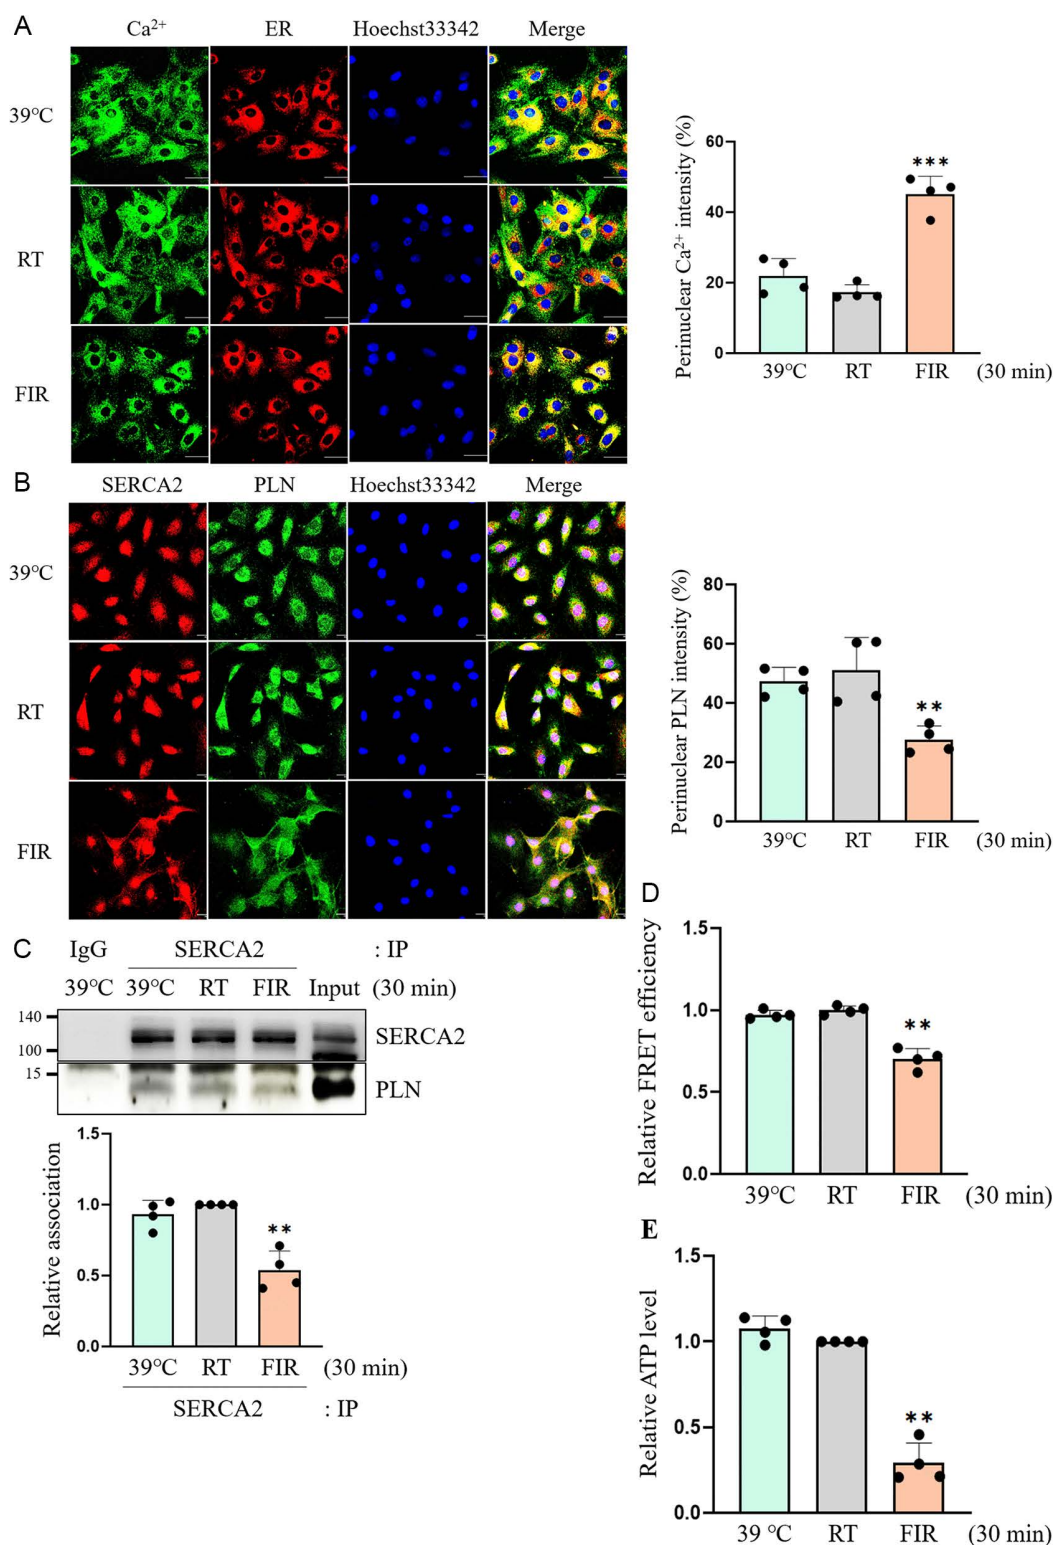 A
Ca²⁺ ER Hoechst33342 Merge
39°C
RT
FIR
Perinuclear Ca²⁺ intensity (%)
60
40
20
0
***
39°C RT FIR (30 min)
B
SERCA2 PLN Hoechst33342 Merge
39°C
RT
FIR
Perinuclear PLN intensity (%)
80
60
40
20
0
**
39°C RT FIR (30 min)
C
IgG SERCA2 : IP
39°C 39°C RT FIR Input (30 min)
140
100
SERCA2
15
PLN
Relative association
1.5
1.0
0.5
0.0
**
39°C RT FIR (30 min)
SERCA2 : IP
D
Relative FRET efficiency
1.5
1.0
0.5
0.0
**
39°C RT FIR (30 min)
E
Relative ATP level
1.5
1.0
0.5
0.0
**
39 °C RT FIR (30 min)